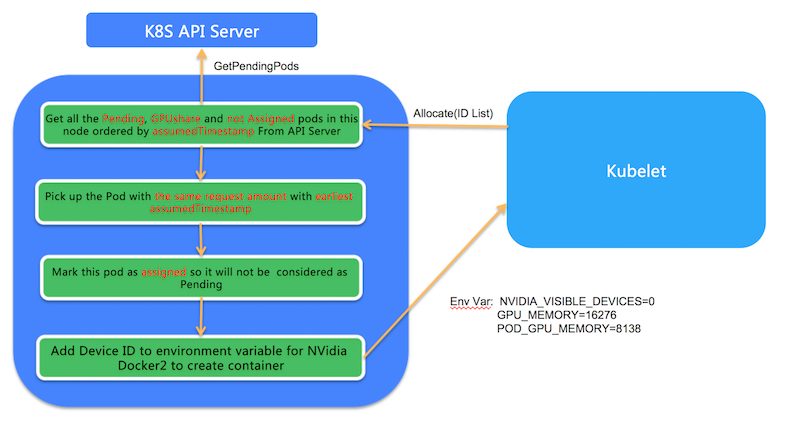 K8S API Server
GetPendingPods
Get all the Pending, GPUshare and not Assigned pods in this
node ordered by assumedTimestamp From API Server
Allocate(ID List)
Kubelet
Pick up the Pod with the same request amount with earliest
assumedTimestamp
Mark this pod as assigned so it will not be considered as
Pending
Env Var: NVIDIA_VISIBLE_DEVICES=0
GPU_MEMORY=16276
POD_GPU_MEMORY=8138
Add Device ID to environment variable for NVidia
Docker2 to create container